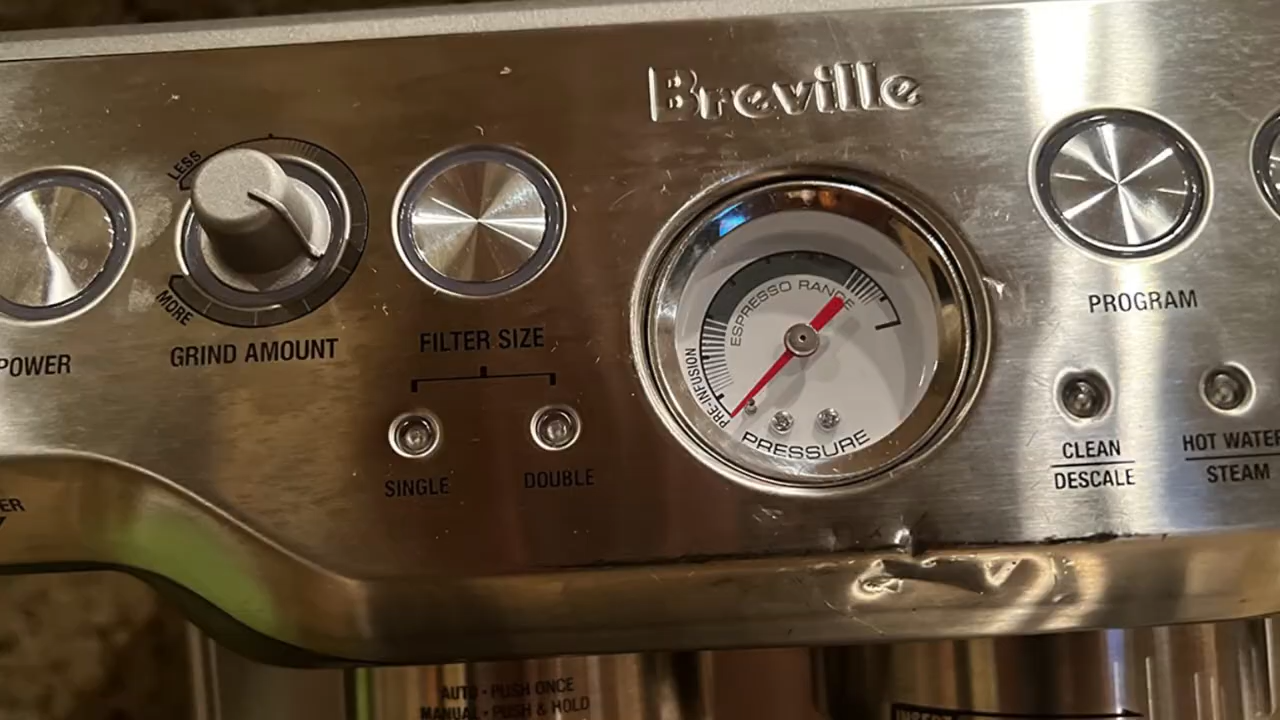 Breville
LESS
MORE
POWER
GRIND AMOUNT
FILTER SIZE
SINGLE
DOUBLE
ESPRESSO RANGE
PRE-INFUSION
PRESSURE
PROGRAM
CLEAN
DESCALE
HOT WATER
STEAM
ER
AUTO • PUSH ONCE
MANUAL • PUSH & HOLD